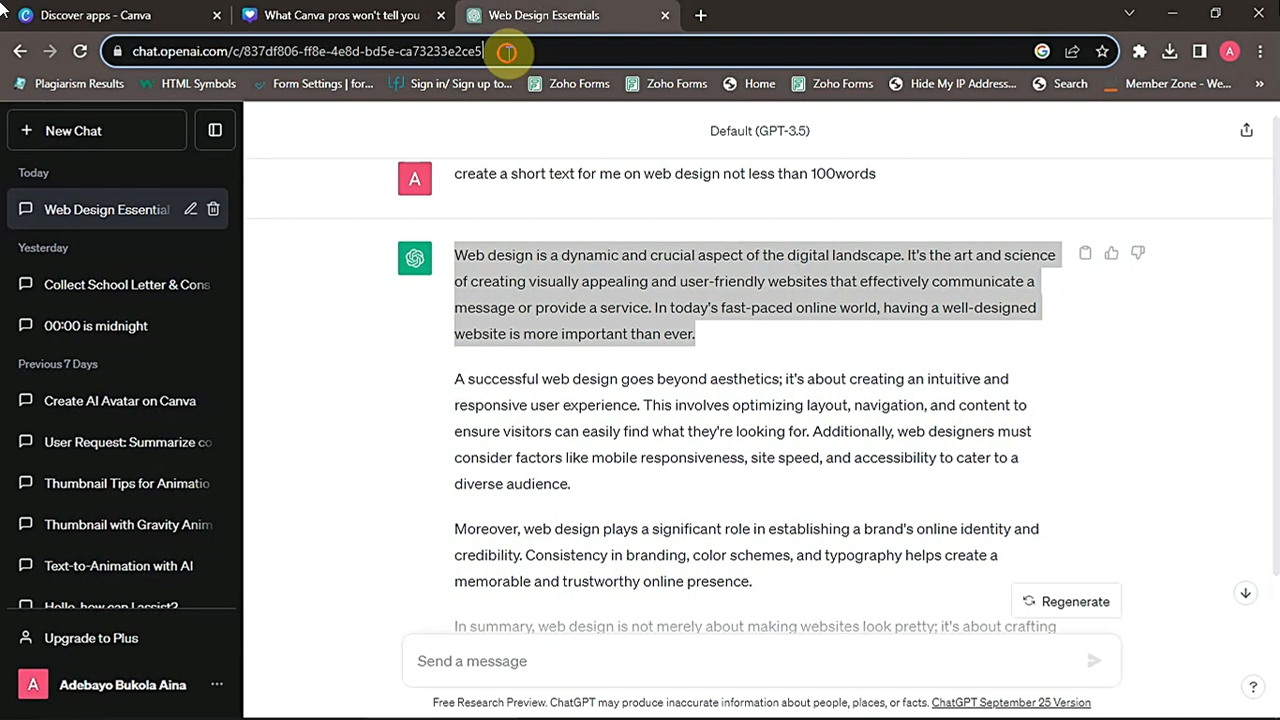 Discover apps - Canva
What Canva pros won't tell you
Web Design Essentials
chat.openai.com/c/837df806-ff8e-4e8d-bd5e-ca73233e2ce5
Plagiarism Results
HTML Symbols
Form Settings | for...
Sign in/ Sign up to...
Zoho Forms
Zoho Forms
Home
Zoho Forms
Hide My IP Address...
Search
Member Zone - We...
A
New Chat
Today
Web Design Essential
Yesterday
Collect School Letter & Cons
00:00 is midnight
Previous 7 Days
Create AI Avatar on Canva
User Request: Summarize co
Thumbnail Tips for Animatio
Thumbnail with Gravity Anim
Text-to-Animation with AI
Hello, how can I assist?
Upgrade to Plus
A
Adebayo Bukola Aina
Default (GPT-3.5)
A
create a short text for me on web design not less than 100words
Web design is a dynamic and crucial aspect of the digital landscape. It's the art and science
of creating visually appealing and user-friendly websites that effectively communicate a
message or provide a service. In today's fast-paced online world, having a well-designed
website is more important than ever.
A successful web design goes beyond aesthetics; it's about creating an intuitive and
responsive user experience. This involves optimizing layout, navigation, and content to
ensure visitors can easily find what they're looking for. Additionally, web designers must
consider factors like mobile responsiveness, site speed, and accessibility to cater to a
diverse audience.
Moreover, web design plays a significant role in establishing a brand's online identity and
credibility. Consistency in branding, color schemes, and typography helps create a
memorable and trustworthy online presence.
Regenerate
In summary, web design is not merely about making websites look pretty; it's about crafting
Send a message
Free Research Preview. ChatGPT may produce inaccurate information about people, places, or facts. ChatGPT September 25 Version
?